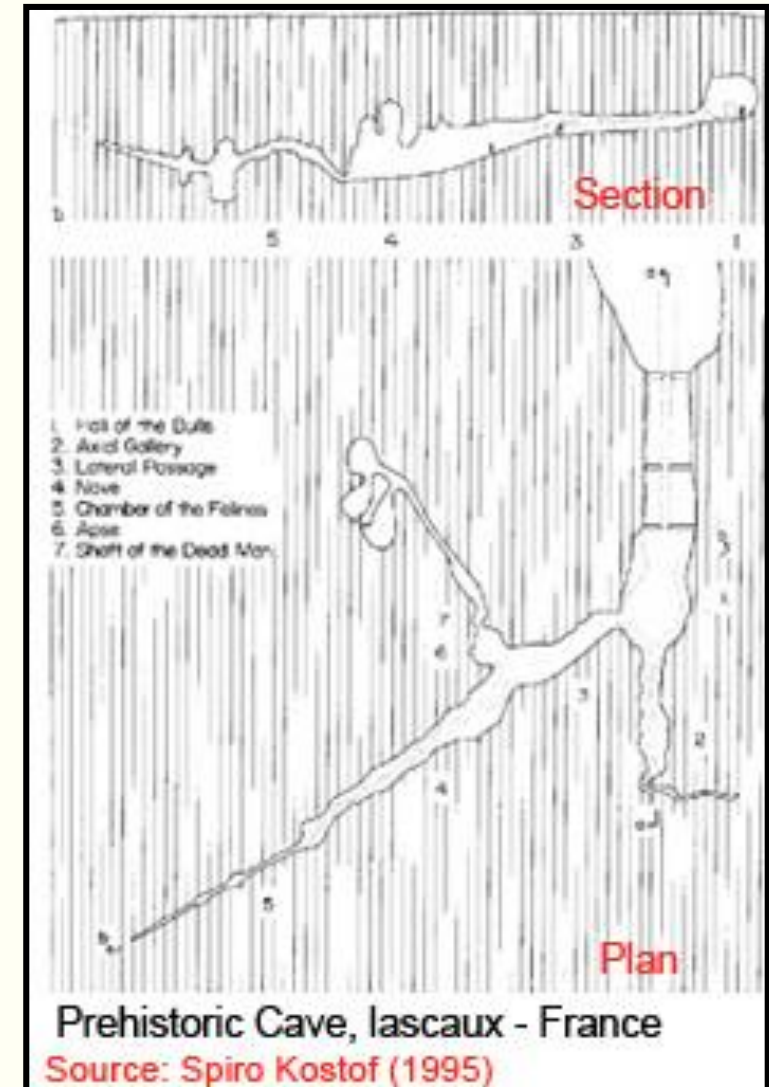 Section
5 4 3 1
1. Hall of the Bulls
2. Axial Gallery
3. Lateral Passage
4. Nave
5. Chamber of the Felines
6. Apse
7. Shaft of the Dead Man
7
6
1
3
2
4
5
b
Plan
Prehistoric Cave, lascaux - France
Source: Spiro Kostof (1995)